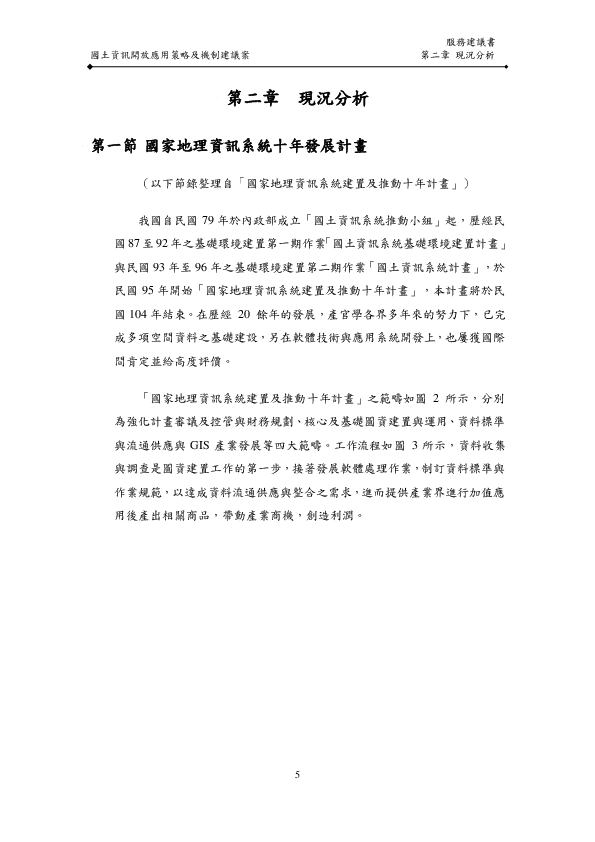 服務建議書
國土資訊開放應用策略及機制建議案 第二章 現況分析
第二章 現況分析
第一節 國家地理資訊系統十年發展計畫
（以下節錄整理自「國家地理資訊系統建置及推動十年計畫」）
我國自民國 79 年於內政部成立「國土資訊系統推動小組」起，歷經民
國 87 至 92 年之基礎環境建置第一期作業「國土資訊系統基礎環境建置計畫」
與民國 93 年至 96 年之基礎環境建置第二期作業「國土資訊系統計畫」，於
民國 95 年開始「國家地理資訊系統建置及推動十年計畫」，本計畫將於民
國 104 年結束。在歷經 20 餘年的發展，產官學各界多年來的努力下，已完
成多項空間資料之基礎建設，另在軟體技術與應用系統開發上，也屢獲國際
間肯定並給高度評價。
「國家地理資訊系統建置及推動十年計畫」之範疇如圖 2 所示，分別
為強化計畫審議及控管與財務規劃、核心及基礎圖資建置與運用、資料標準
與流通供應與 GIS 產業發展等四大範疇。工作流程如圖 3 所示，資料收集
與調查是圖資建置工作的第一步，接著發展軟體處理作業，制訂資料標準與
作業規範，以達成資料流通供應與整合之需求，進而提供產業界進行加值應
用後產出相關商品，帶動產業商機，創造利潤。
5